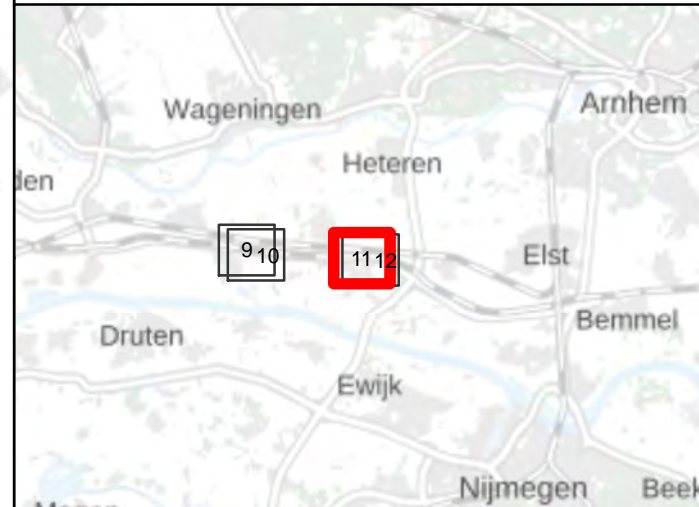 Arnhem
Wageningen
Heteren
den
9 10
11 12
Elst
Bemmel
Druten
Ewijk
Nijmegen
Beek